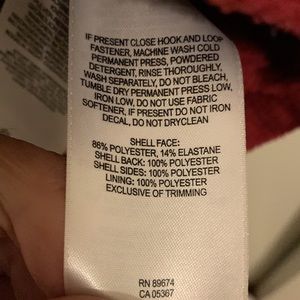 IF PRESENT CLOSE HOOK AND LOOP
FASTENER, MACHINE WASH COLD
PERMANENT PRESS, POWDERED
DETERGENT, RINSE THOROUGHLY,
WASH SEPARATELY, DO NOT BLEACH,
TUMBLE DRY PERMANENT PRESS LOW,
IRON LOW, DO NOT USE FABRIC
SOFTENER, IF PRESENT DO NOT IRON
DECAL, DO NOT DRYCLEAN
SHELL FACE:
86% POLYESTER, 14% ELASTANE
SHELL BACK: 100% POLYESTER
SHELL SIDES: 100% POLYESTER
LINING: 100% POLYESTER
EXCLUSIVE OF TRIMMING
RN 89674
CA 05367